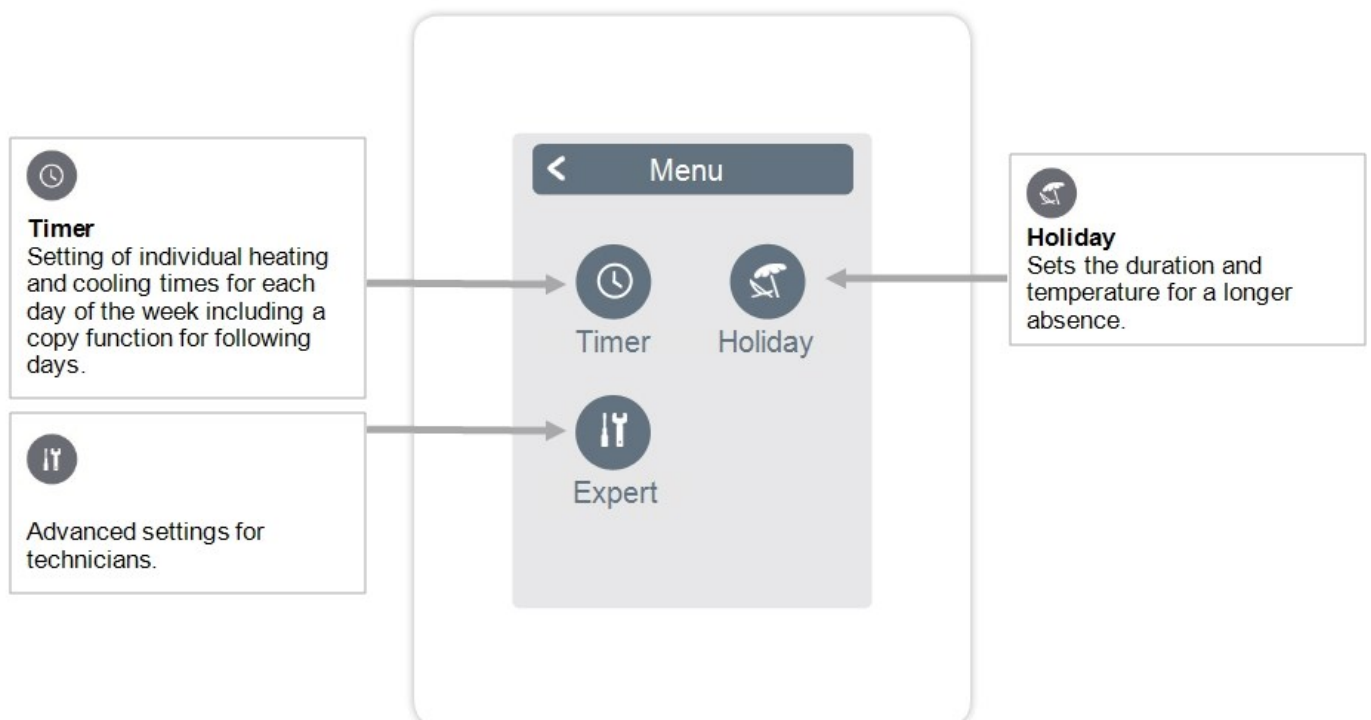 Timer
Setting of individual heating
and cooling times for each
day of the week including a
copy function for following
days.
Advanced settings for
technicians.
Menu
Timer
Holiday
Expert
Holiday
Sets the duration and
temperature for a longer
absence.